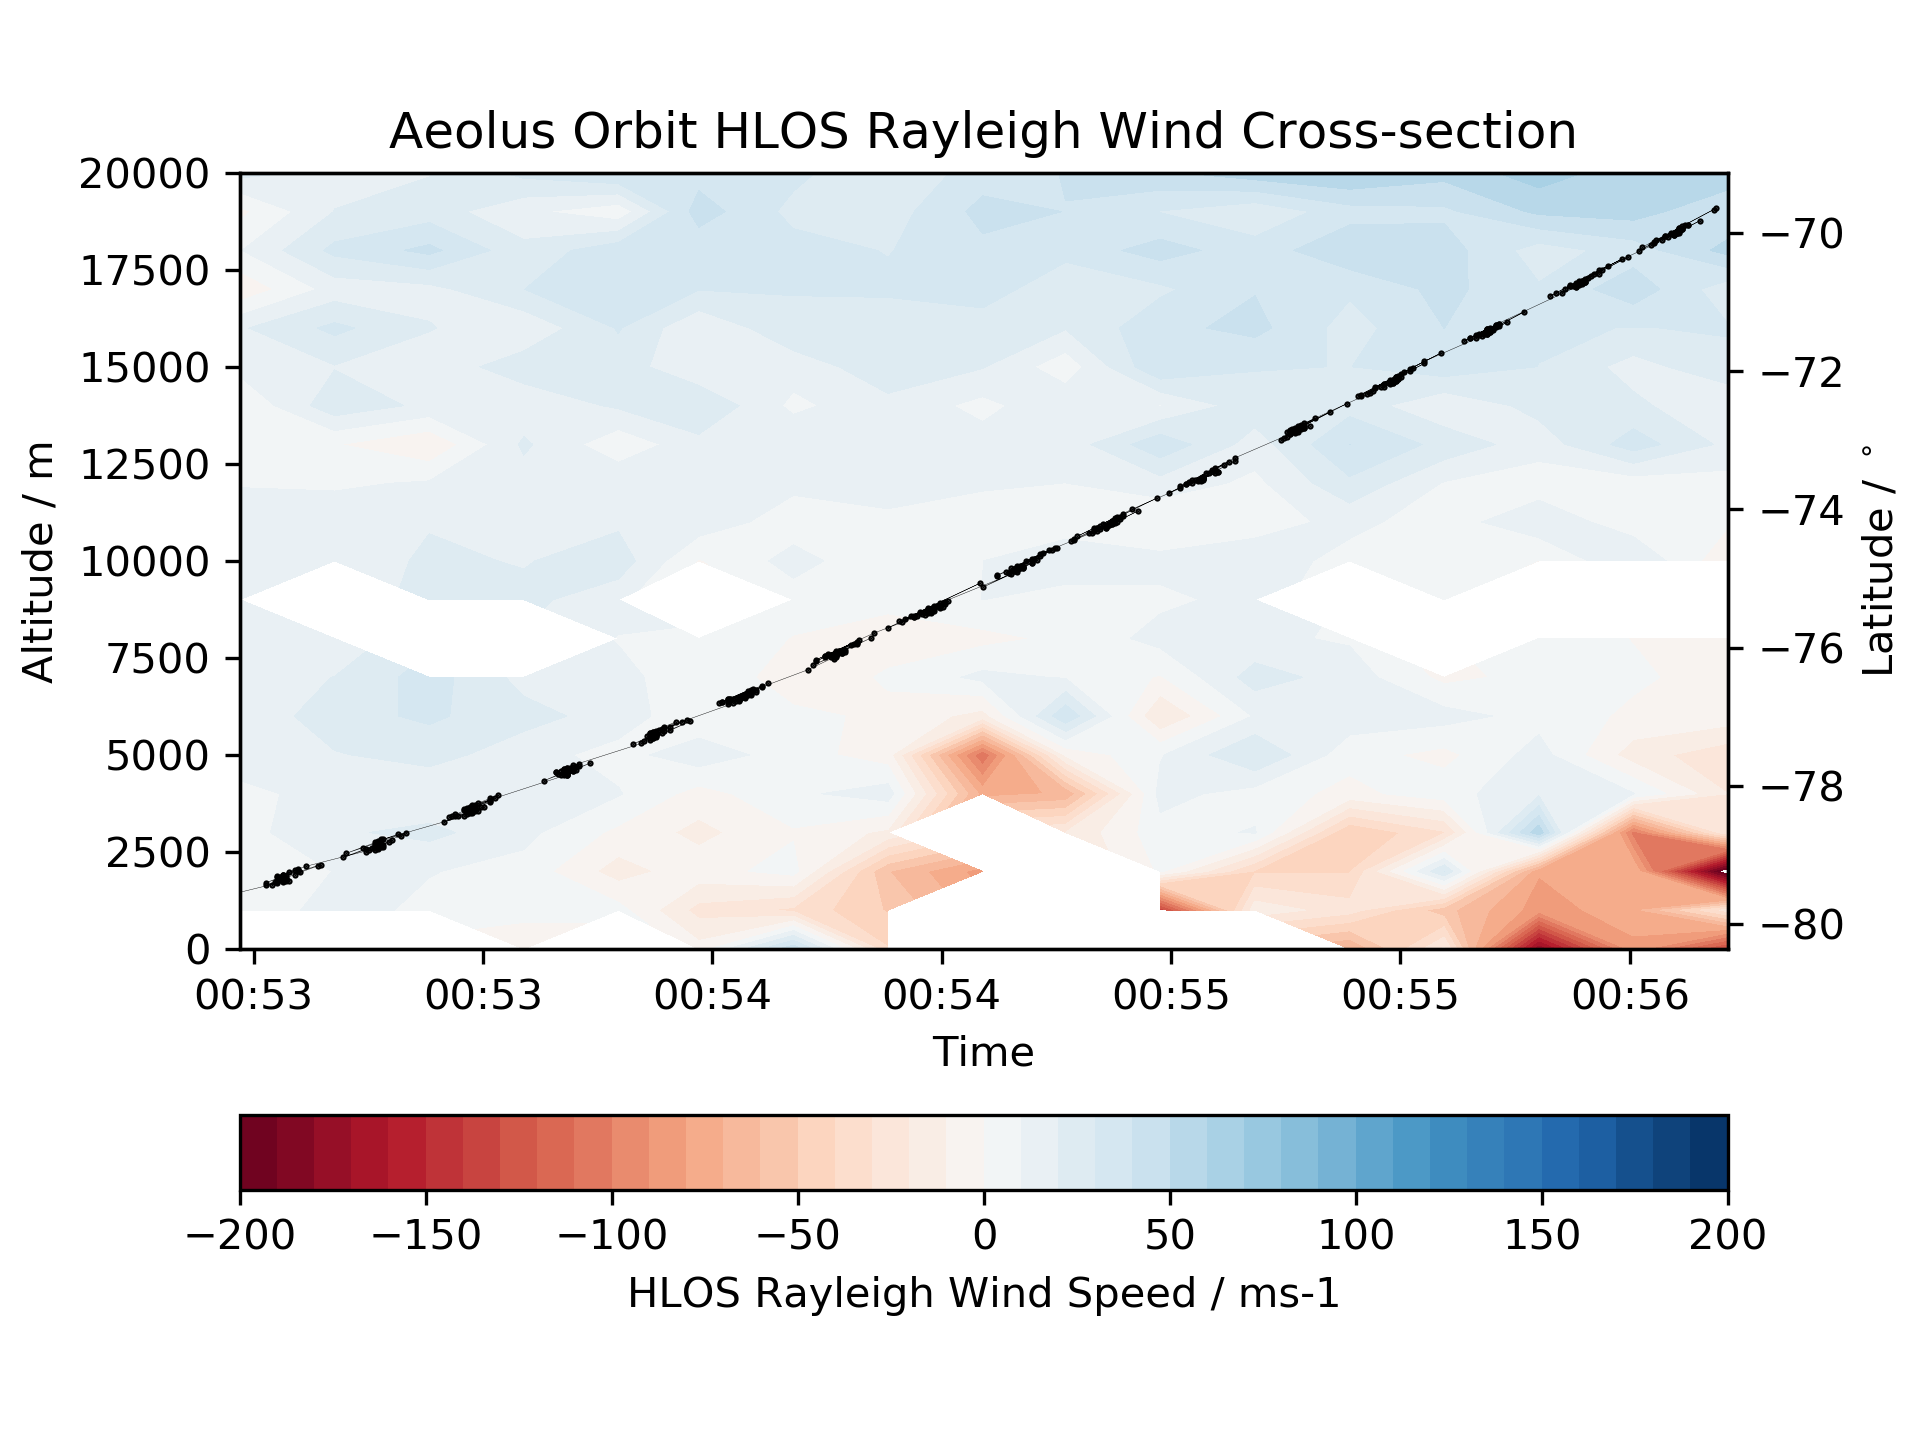 Aeolus Orbit HLOS Rayleigh Wind Cross-section
20000
17500
15000
12500
10000
7500
5000
2500
0
Altitude / m
−70
−72
−74
−76
−78
−80
Latitude / °
00:53 00:53 00:54 00:54 00:55 00:55 00:56
Time
−200 −150 −100 −50 0 50 100 150 200
HLOS Rayleigh Wind Speed / ms-1